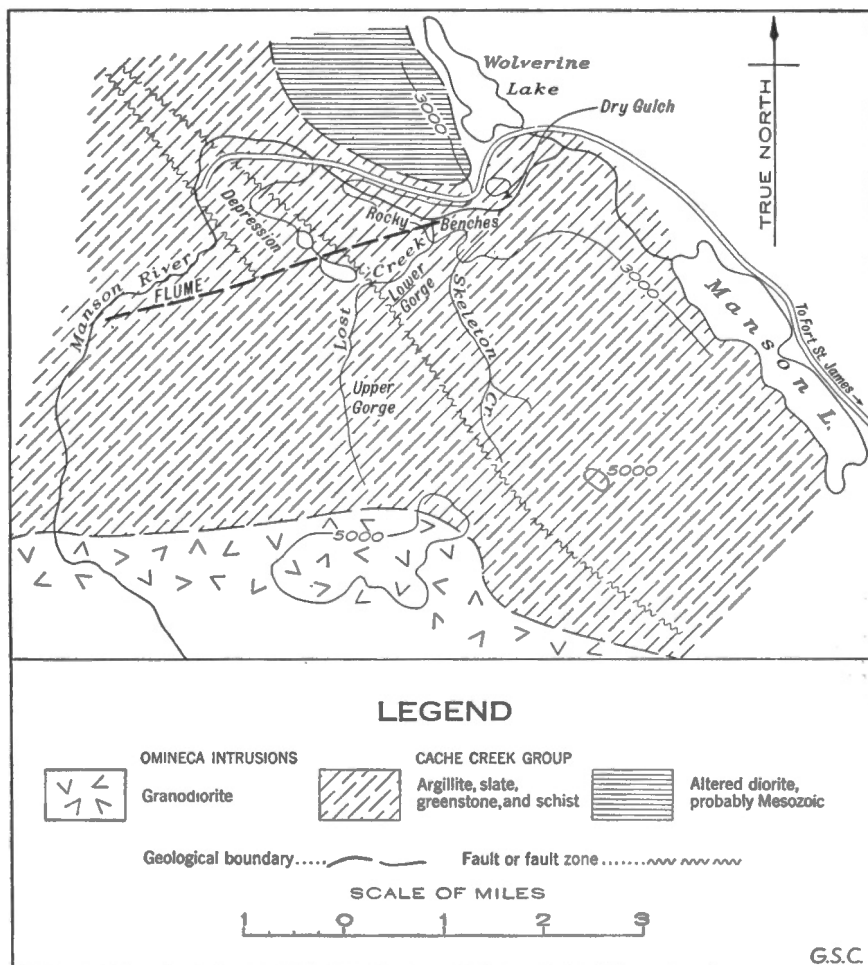 Wolverine
Lake
Dry Gulch
TRUE NORTH
3000
Depression
Rocky Benches
Manson River
FLUME
Lost Creek
Lower
Gorge
Skeleton Cr.
3000
Manson L.
To Fort St. James
Upper
Gorge
5000
5000
LEGEND
OMINECA INTRUSIONS
Granodiorite
CACHE CREEK GROUP
Argillite, slate,
greenstone, and schist
Altered diorite,
probably Mesozoic
Geological boundary.....
Fault or fault zone.......
SCALE OF MILES
1 0 1 2 3
G.S.C.